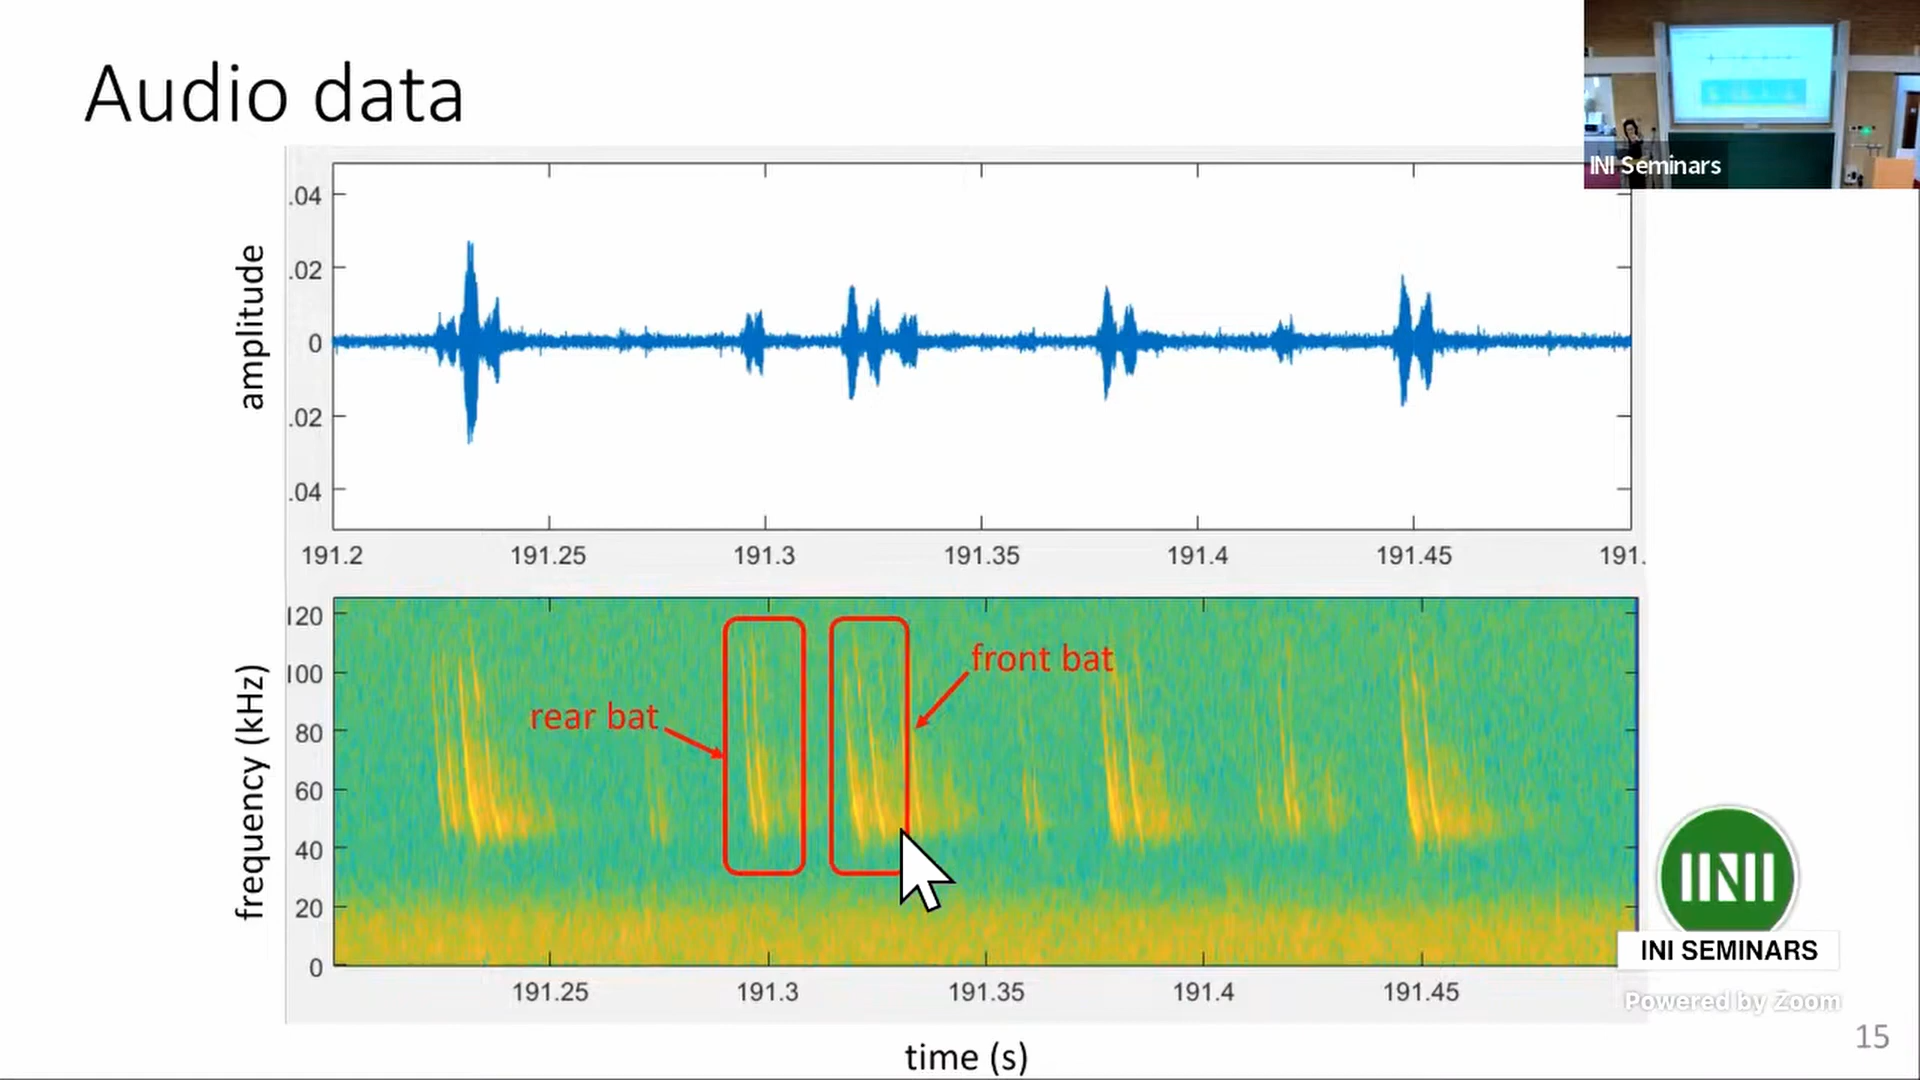 Audio data
INI Seminars
amplitude
.04
.02
0
.02
.04
191.2 191.25 191.3 191.35 191.4 191.45 191.
frequency (kHz)
120
100
80
60
40
20
0
rear bat
front bat
191.25 191.3 191.35 191.4 191.45
time (s)
INI
INI SEMINARS
Powered by Zoom
15